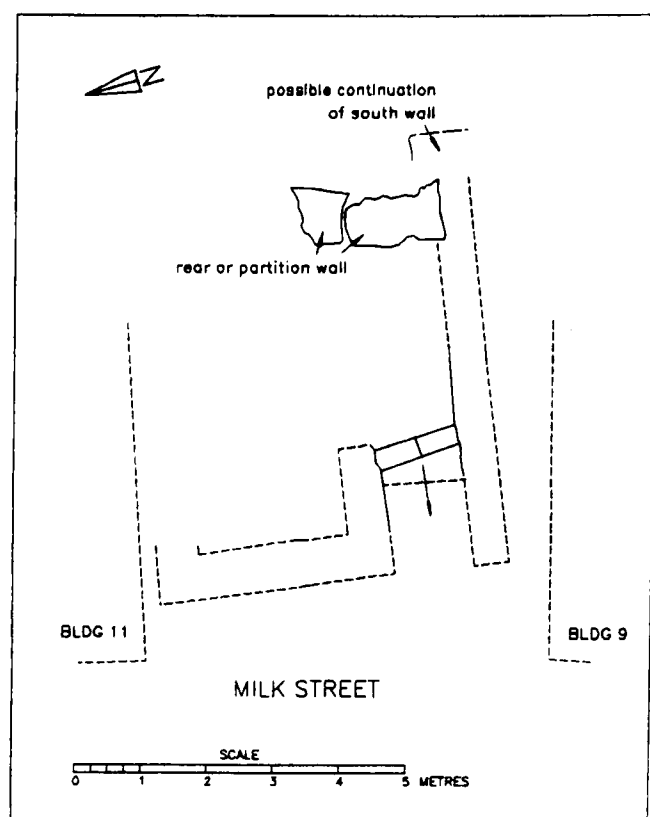 N
possible continuation
of south wall
rear or partition wall
BLDG 11
BLDG 9
MILK STREET
SCALE
0 1 2 3 4 5 METRES